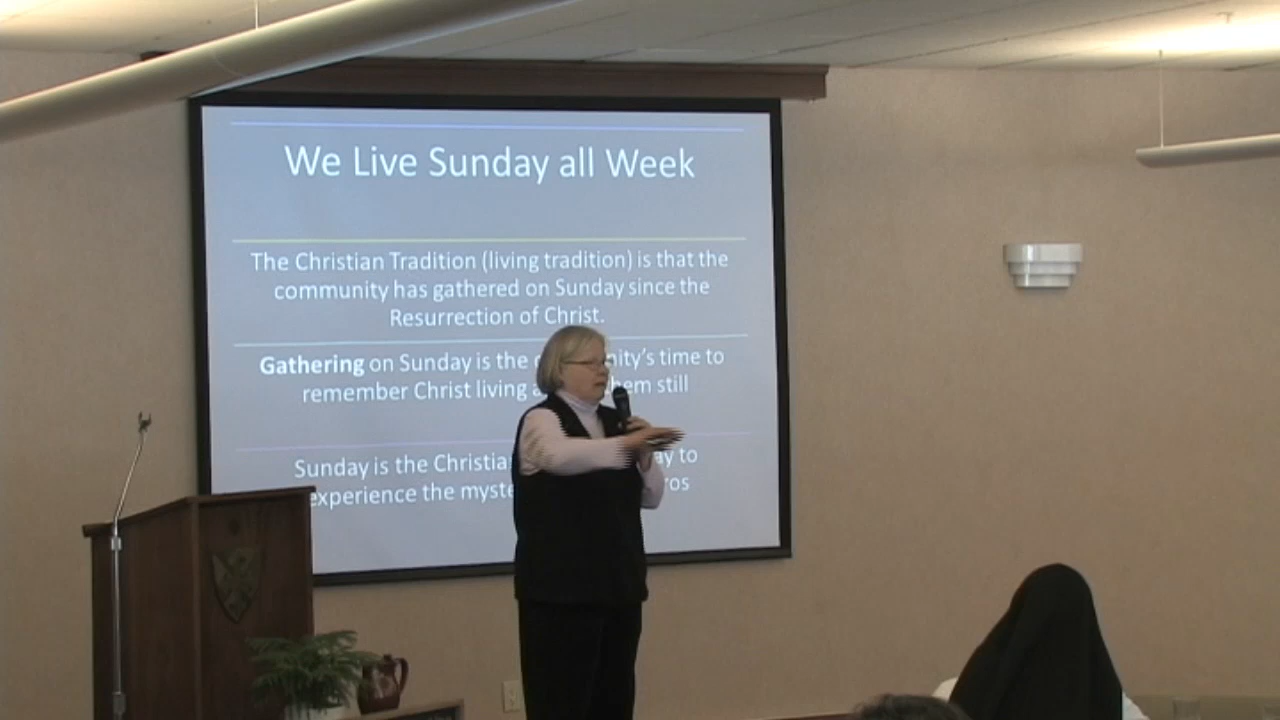 We Live Sunday all Week
The Christian Tradition (living tradition) is that the
community has gathered on Sunday since the
Resurrection of Christ.
Gathering on Sunday is the time to
remember Christ living still
Sunday is the to
experience the